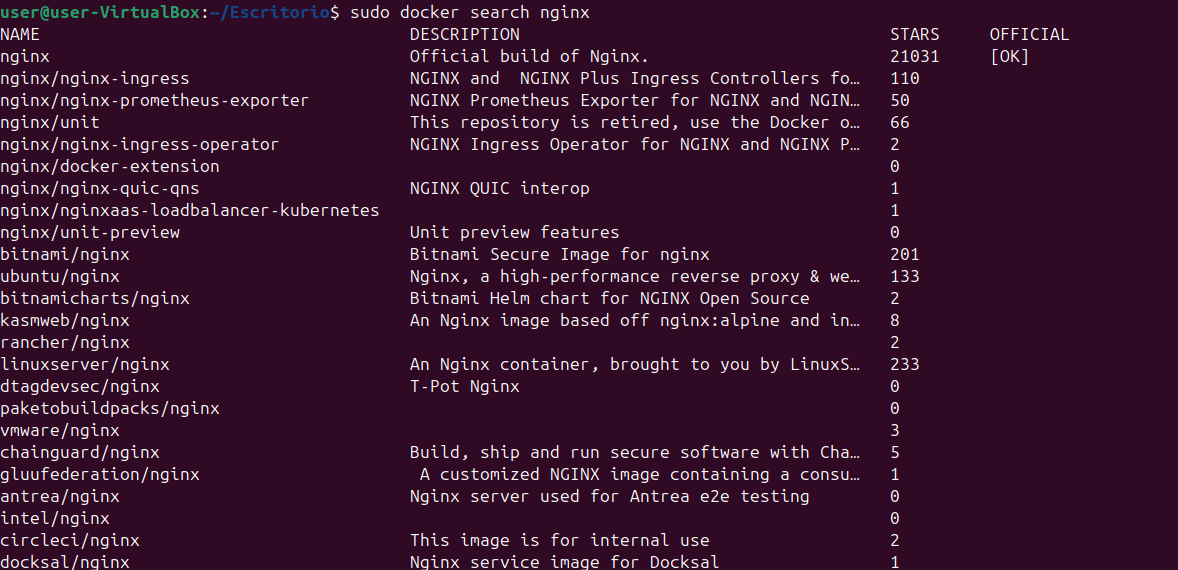 user@user-VirtualBox:~/Escritorio$ sudo docker search nginx
NAME DESCRIPTION STARS OFFICIAL
nginx Official build of Nginx. 21031 [OK]
nginx/nginx-ingress NGINX and  NGINX Plus Ingress Controllers fo… 110
nginx/nginx-prometheus-exporter NGINX Prometheus Exporter for NGINX and NGIN… 50
nginx/unit This repository is retired, use the Docker o… 66
nginx/nginx-ingress-operator NGINX Ingress Operator for NGINX and NGINX P… 2
nginx/docker-extension 0
nginx/nginx-quic-qns NGINX QUIC interop 1
nginx/nginxaas-loadbalancer-kubernetes 1
nginx/unit-preview Unit preview features 0
bitnami/nginx Bitnami Secure Image for nginx 201
ubuntu/nginx Nginx, a high-performance reverse proxy & we… 133
bitnamicharts/nginx Bitnami Helm chart for NGINX Open Source 2
kasmweb/nginx An Nginx image based off nginx:alpine and in… 8
rancher/nginx 2
linuxserver/nginx An Nginx container, brought to you by LinuxS… 233
dtagdevsec/nginx T-Pot Nginx 0
paketobuildpacks/nginx 0
vmware/nginx 3
chainguard/nginx Build, ship and run secure software with Cha… 5
gluufederation/nginx A customized NGINX image containing a consu… 1
antrea/nginx Nginx server used for Antrea e2e testing 0
intel/nginx 0
circleci/nginx This image is for internal use 2
docksal/nginx Nginx service image for Docksal 1